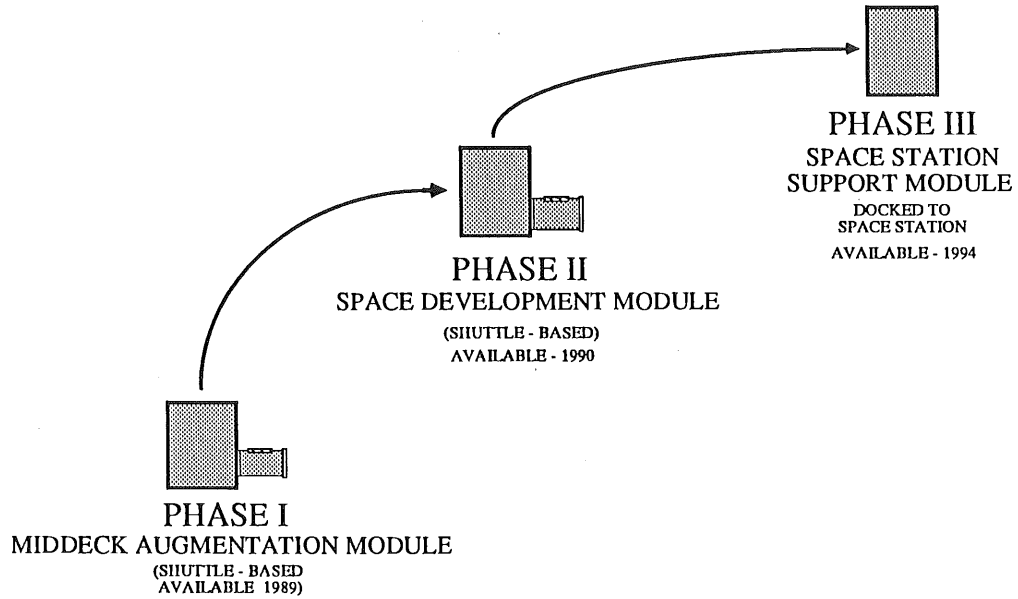 PHASE III
SPACE STATION
SUPPORT MODULE
DOCKED TO
SPACE STATION
AVAILABLE - 1994
PHASE II
SPACE DEVELOPMENT MODULE
(SHUTTLE - BASED)
AVAILABLE - 1990
PHASE I
MIDDECK AUGMENTATION MODULE
(SHUTTLE - BASED
AVAILABLE 1989)